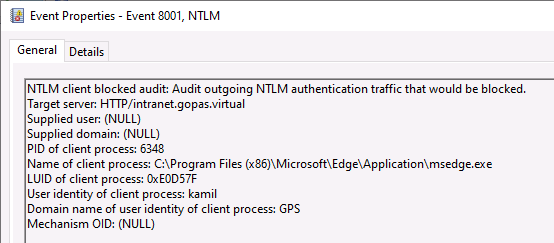 Event Properties - Event 8001, NTLM
General Details
NTLM client blocked audit: Audit outgoing NTLM authentication traffic that would be blocked.
Target server: HTTP/intranet.gopas.virtual
Supplied user: (NULL)
Supplied domain: (NULL)
PID of client process: 6348
Name of client process: C:\Program Files (x86)\Microsoft\Edge\Application\msedge.exe
LUID of client process: 0xE0D57F
User identity of client process: kamil
Domain name of user identity of client process: GPS
Mechanism OID: (NULL)